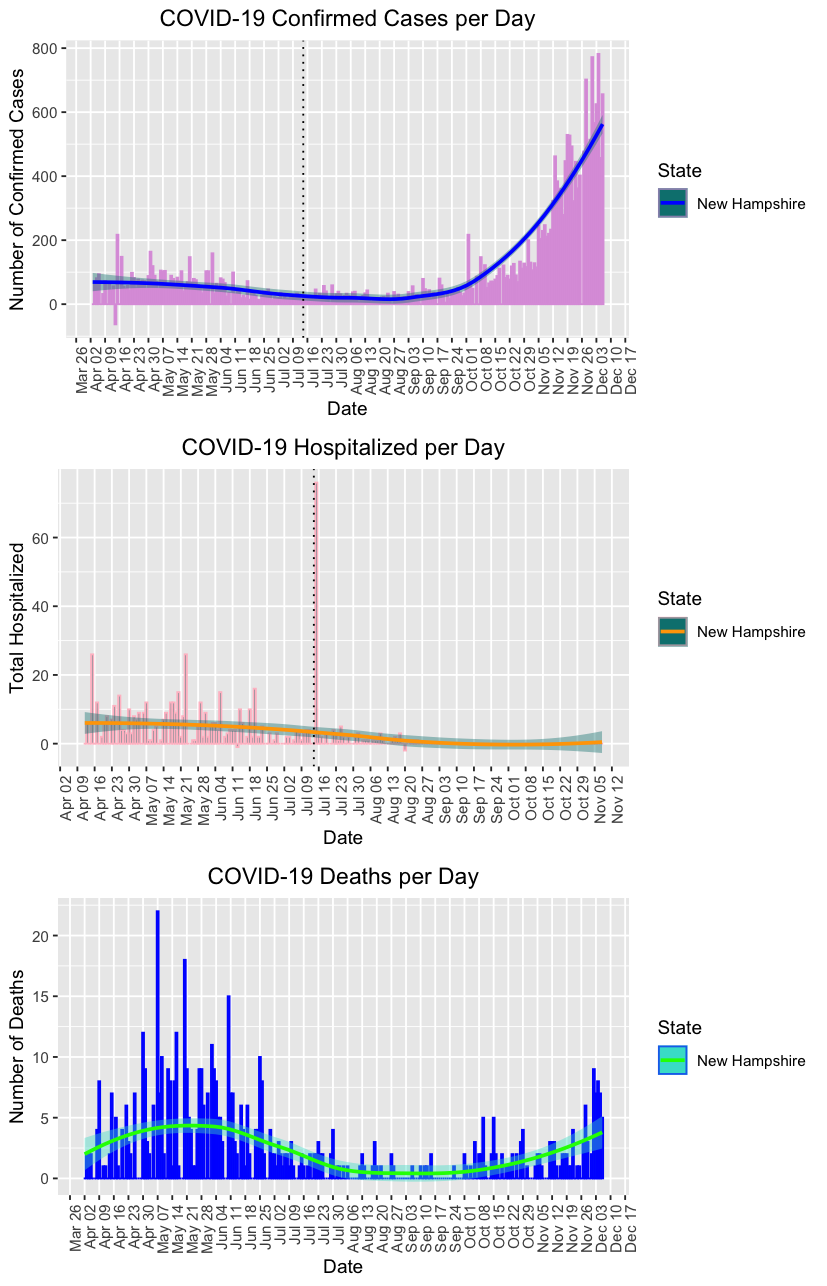 COVID-19 Confirmed Cases per Day
800
600
400
200
0
Number of Confirmed Cases
Mar 26
Apr 02
Apr 09
Apr 16
Apr 23
Apr 30
May 07
May 14
May 21
May 28
Jun 04
Jun 11
Jun 18
Jun 25
Jul 02
Jul 09
Jul 16
Jul 23
Jul 30
Aug 06
Aug 13
Aug 20
Aug 27
Sep 03
Sep 10
Sep 17
Sep 24
Oct 01
Oct 08
Oct 15
Oct 22
Oct 29
Nov 05
Nov 12
Nov 19
Nov 26
Dec 03
Dec 10
Dec 17
Date
State
New Hampshire
COVID-19 Hospitalized per Day
60
40
20
0
Total Hospitalized
Apr 02
Apr 09
Apr 16
Apr 23
Apr 30
May 07
May 14
May 21
May 28
Jun 04
Jun 11
Jun 18
Jun 25
Jul 02
Jul 09
Jul 16
Jul 23
Jul 30
Aug 06
Aug 13
Aug 20
Aug 27
Sep 03
Sep 10
Sep 17
Sep 24
Oct 01
Oct 08
Oct 15
Oct 22
Oct 29
Nov 05
Nov 12
Date
State
New Hampshire
COVID-19 Deaths per Day
20
15
10
5
0
Number of Deaths
Mar 26
Apr 02
Apr 09
Apr 16
Apr 23
Apr 30
May 07
May 14
May 21
May 28
Jun 04
Jun 11
Jun 18
Jun 25
Jul 02
Jul 09
Jul 16
Jul 23
Jul 30
Aug 06
Aug 13
Aug 20
Aug 27
Sep 03
Sep 10
Sep 17
Sep 24
Oct 01
Oct 08
Oct 15
Oct 22
Oct 29
Nov 05
Nov 12
Nov 19
Nov 26
Dec 03
Dec 10
Dec 17
Date
State
New Hampshire